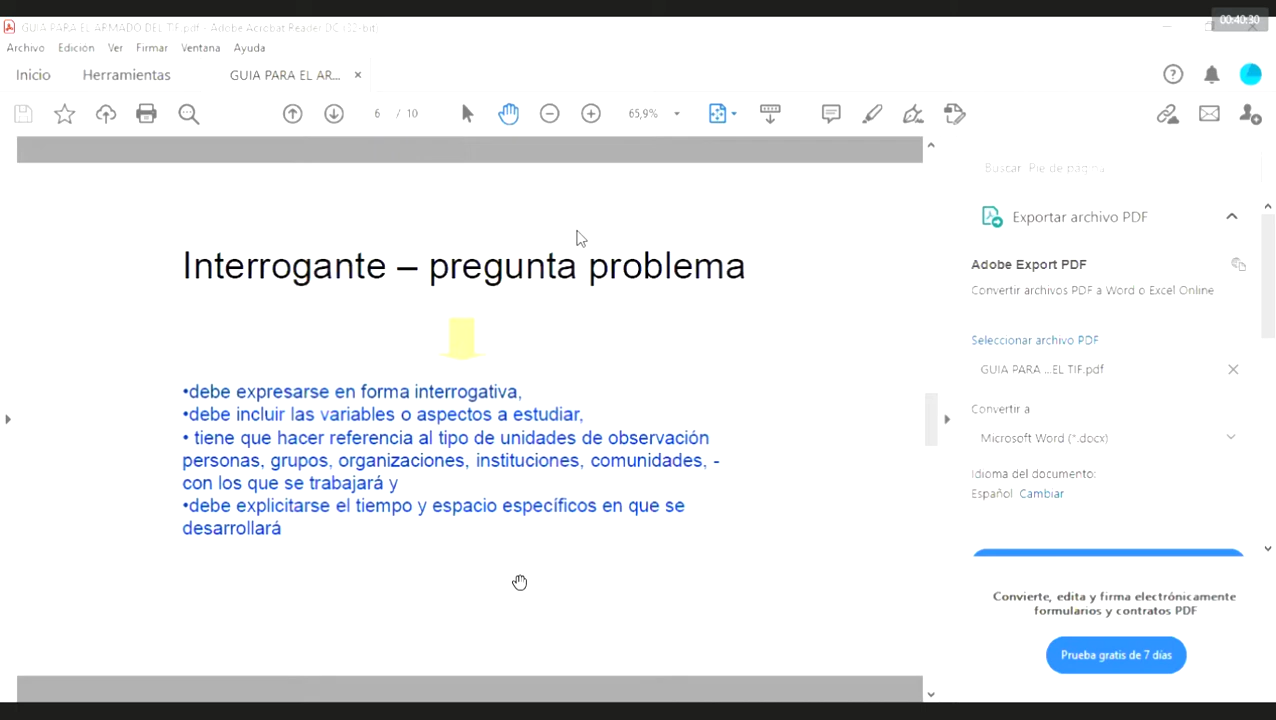 00:40:30
GUIA PARA EL ARMADO DEL TIF.pdf - Adobe Acrobat Reader DC (32-bit)
Archivo Edición Ver Firmar Ventana Ayuda
Inicio Herramientas GUIA PARA EL AR... ×
6 / 10 65,9%
Buscar 'Pie de página'
Exportar archivo PDF
Interrogante – pregunta problema
Adobe Export PDF
Convertir archivos PDF a Word o Excel Online
Seleccionar archivo PDF
GUIA PARA ...EL TIF.pdf
•debe expresarse en forma interrogativa,
•debe incluir las variables o aspectos a estudiar,
• tiene que hacer referencia al tipo de unidades de observación
personas, grupos, organizaciones, instituciones, comunidades, -
con los que se trabajará y
•debe explicitarse el tiempo y espacio específicos en que se
desarrollará
Convertir a
Microsoft Word (*.docx)
Idioma del documento:
Español Cambiar
Convierte, edita y firma electrónicamente
formularios y contratos PDF
Prueba gratis de 7 días